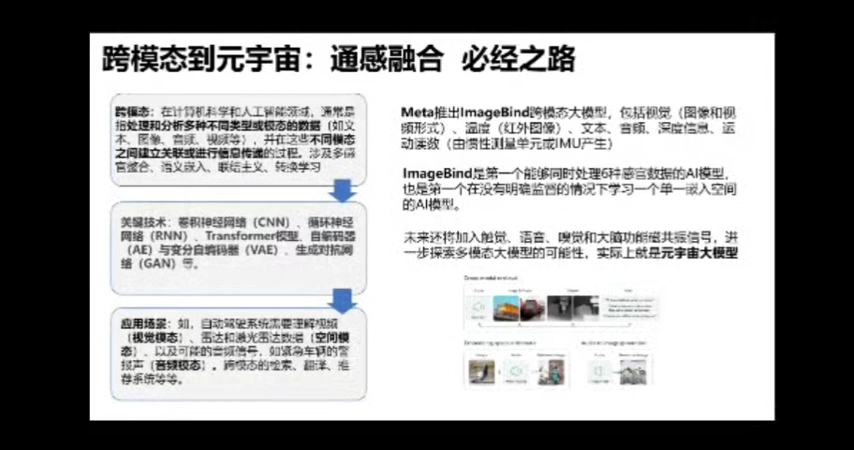 跨模态到元宇宙：通感融合 必经之路
跨模态：在计算机科学和人工智能领域，通常是
指处理和分析多种不同类型或模态的数据（如文
本、图像、音频、视频等），并在这些不同模态
之间建立关联或进行信息传递的过程。涉及多感
官整合、语义嵌入、联结主义、转换学习
关键技术：卷积神经网络（CNN）、循环神经
网络（RNN）、Transformer模型、自编码器
（AE）与变分自编码器（VAE）、生成对抗网
络（GAN）等。
应用场景：如，自动驾驶系统需要理解视频
（视觉模态）、雷达和激光雷达数据（空间模
态）、以及可能的音频信号，如紧急车辆的警
报声（音频模态）。跨模态的检索、翻译、推
荐系统等等。
Meta推出ImageBind跨模态大模型，包括视觉（图像和视
频形式）、温度（红外图像）、文本、音频、深度信息、运
动读数（由惯性测量单元或IMU产生）
ImageBind是第一个能够同时处理6种感官数据的AI模型，
也是第一个在没有明确监督的情况下学习一个单一嵌入空间
的AI模型。
未来还将加入触觉、语音、嗅觉和大脑功能磁共振信号，进
一步探索多模态大模型的可能性，实际上就是元宇宙大模型